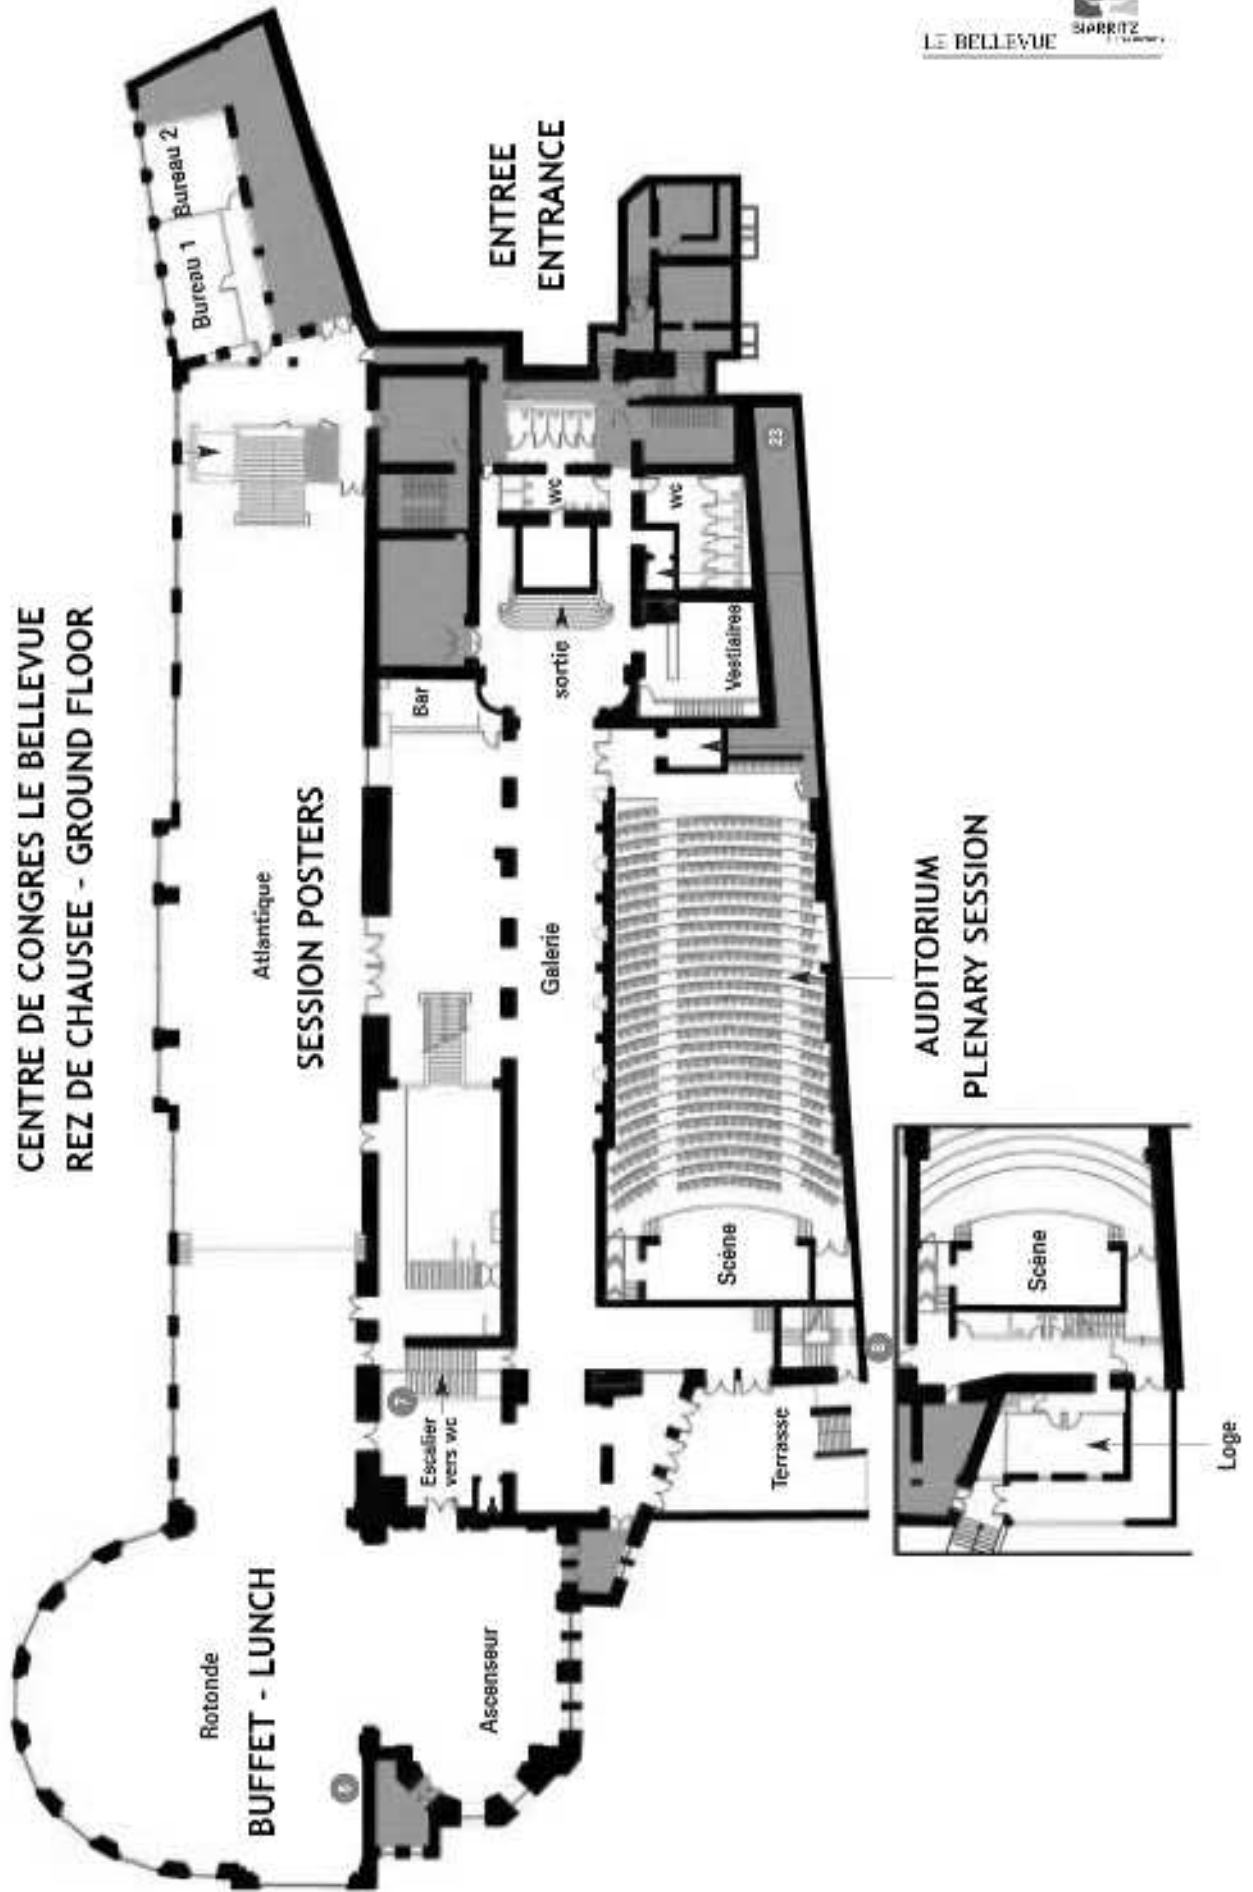 CENTRE DE CONGRES LE BELLEVUE
REZ DE CHAUSEE - GROUND FLOOR
LE BELLEVUE
BIARRITZ
Bureau 1
Bureau 2
ENTREE
ENTRANCE
Atlantique
SESSION POSTERS
Bar
wc
wc
sortie
Vestiaires
23
Galerie
AUDITORIUM
PLENARY SESSION
Scène
Scène
Escalier
vers wc
7
8
Terrasse
Loge
Rotonde
BUFFET - LUNCH
Ascenseur